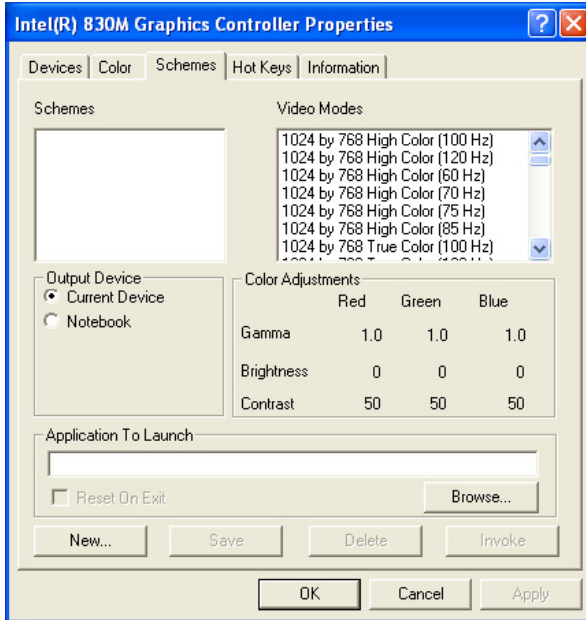 Intel(R) 830M Graphics Controller Properties
Devices Color Schemes Hot Keys Information
Schemes
Video Modes
1024 by 768 High Color (100 Hz)
1024 by 768 High Color (120 Hz)
1024 by 768 High Color (60 Hz)
1024 by 768 High Color (70 Hz)
1024 by 768 High Color (75 Hz)
1024 by 768 High Color (85 Hz)
1024 by 768 True Color (100 Hz)
Output Device
Current Device
Notebook
Color Adjustments
Red Green Blue
Gamma 1.0 1.0 1.0
Brightness 0 0 0
Contrast 50 50 50
Application To Launch
Reset On Exit
Browse...
New... Save Delete Invoke
OK Cancel Apply